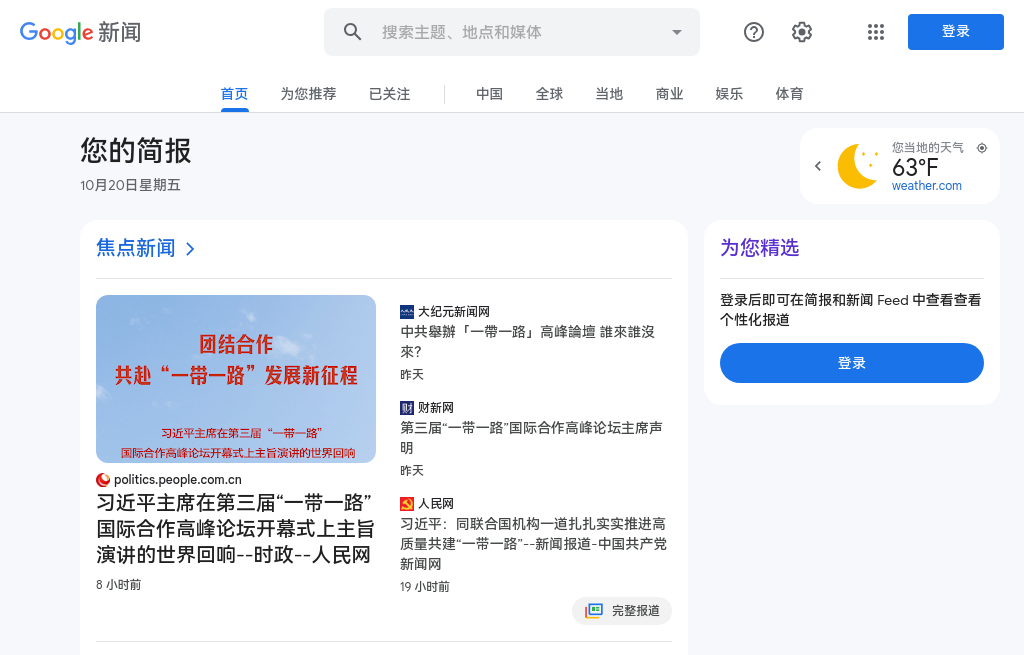 Google 新闻
搜索主题、地点和媒体
登录
首页
为您推荐
已关注
中国
全球
当地
商业
娱乐
体育
您的简报
10月20日星期五
您当地的天气
63°F
weather.com
焦点新闻
团结合作
共赴“一带一路”发展新征程
习近平主席在第三届“一带一路”
国际合作高峰论坛开幕式上主旨演讲的世界回响
politics.people.com.cn
习近平主席在第三届“一带一路”
国际合作高峰论坛开幕式上主旨
演讲的世界回响--时政--人民网
8 小时前
大纪元新闻网
中共舉辦「一帶一路」高峰論壇 誰來誰沒
來?
昨天
财 财新网
第三届“一带一路”国际合作高峰论坛主席声
明
昨天
人民网
习近平：同联合国机构一道扎扎实实推进高
质量共建“一带一路”--新闻报道-中国共产党
新闻网
19 小时前
完整报道
为您精选
登录后即可在简报和新闻 Feed 中查看查看
个性化报道
登录